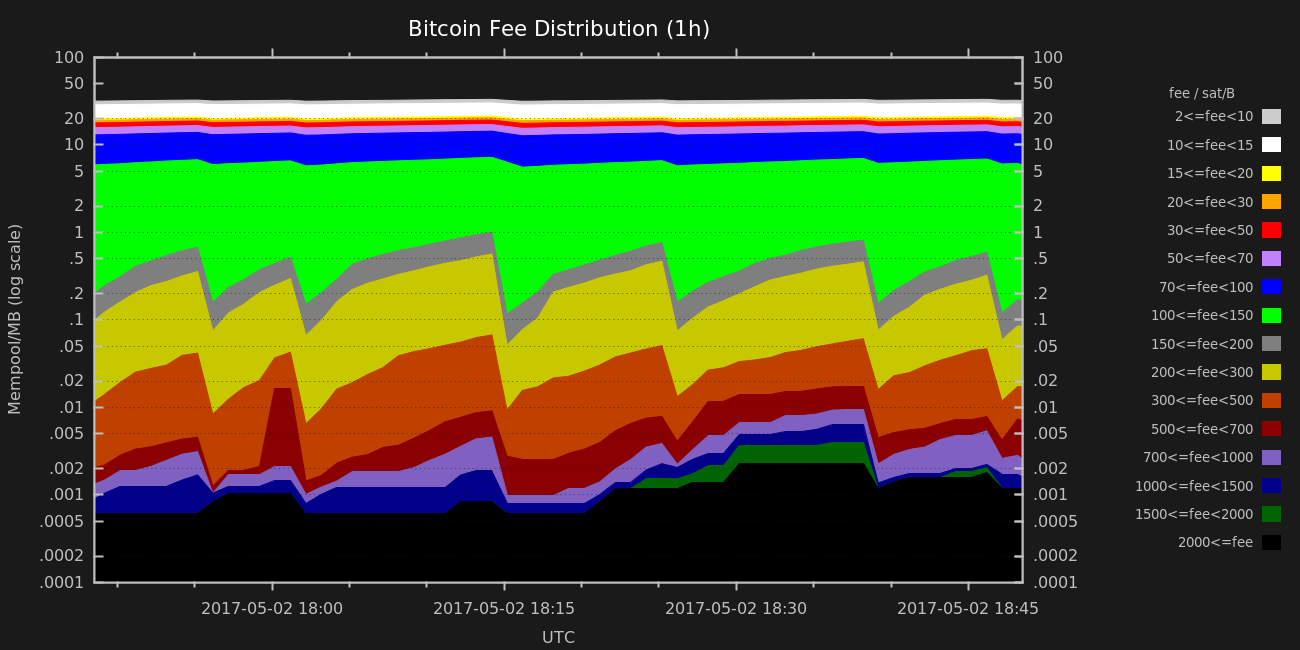 Bitcoin Fee Distribution (1h)
Mempool/MB (log scale)
100
50
20
10
5
2
1
.5
.2
.1
.05
.02
.01
.005
.002
.001
.0005
.0002
.0001
100
50
20
10
5
2
1
.5
.2
.1
.05
.02
.01
.005
.002
.001
.0005
.0002
.0001
fee / sat/B
2<=fee<10
10<=fee<15
15<=fee<20
20<=fee<30
30<=fee<50
50<=fee<70
70<=fee<100
100<=fee<150
150<=fee<200
200<=fee<300
300<=fee<500
500<=fee<700
700<=fee<1000
1000<=fee<1500
1500<=fee<2000
2000<=fee
2017-05-02 18:00 2017-05-02 18:15 2017-05-02 18:30 2017-05-02 18:45
UTC